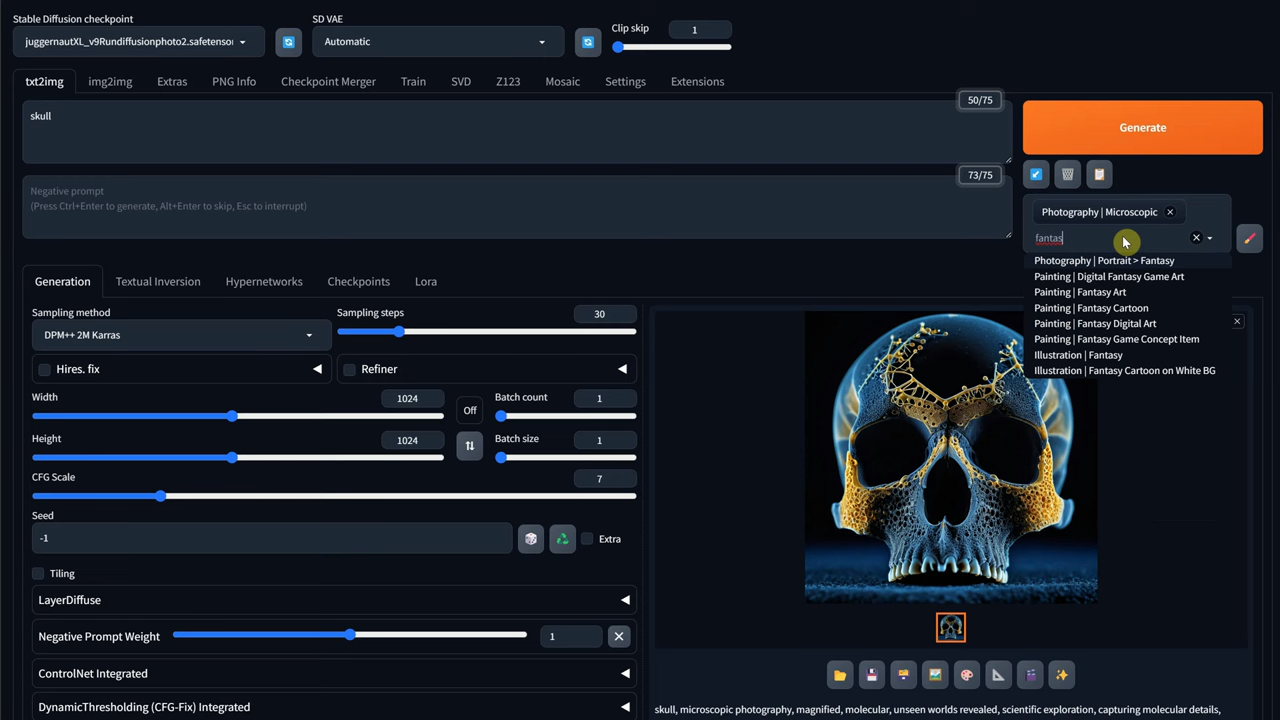 Stable Diffusion checkpoint
juggernautXL_v9Rundiffusionphoto2.safetensor
SD VAE
Automatic
Clip skip
1
txt2img
img2img
Extras
PNG Info
Checkpoint Merger
Train
SVD
Z123
Mosaic
Settings
Extensions
50/75
skull
Generate
73/75
Negative prompt
(Press Ctrl+Enter to generate, Alt+Enter to skip, Esc to interrupt)
Photography | Microscopic
fantas
Photography | Portrait > Fantasy
Painting | Digital Fantasy Game Art
Painting | Fantasy Art
Painting | Fantasy Cartoon
Painting | Fantasy Digital Art
Painting | Fantasy Game Concept Item
Illustration | Fantasy
Illustration | Fantasy Cartoon on White BG
Generation
Textual Inversion
Hypernetworks
Checkpoints
Lora
Sampling method
DPM++ 2M Karras
Sampling steps
30
Hires. fix
Refiner
Width
1024
Off
Batch count
1
Height
1024
Batch size
1
CFG Scale
7
Seed
-1
Extra
Tiling
LayerDiffuse
Negative Prompt Weight
1
ControlNet Integrated
DynamicThresholding (CFG-Fix) Integrated
skull, microscopic photography, magnified, molecular, unseen worlds revealed, scientific exploration, capturing molecular details,